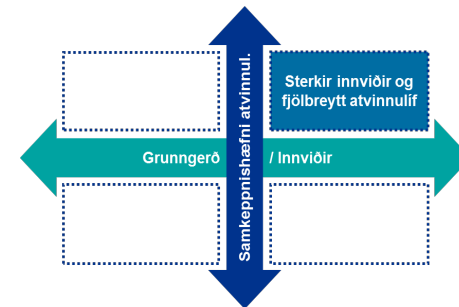 Sterkir innviðir og
fjölbreytt atvinnulíf
Samkeppnishæfni atvinnul.
Grunngerð / Innviðir